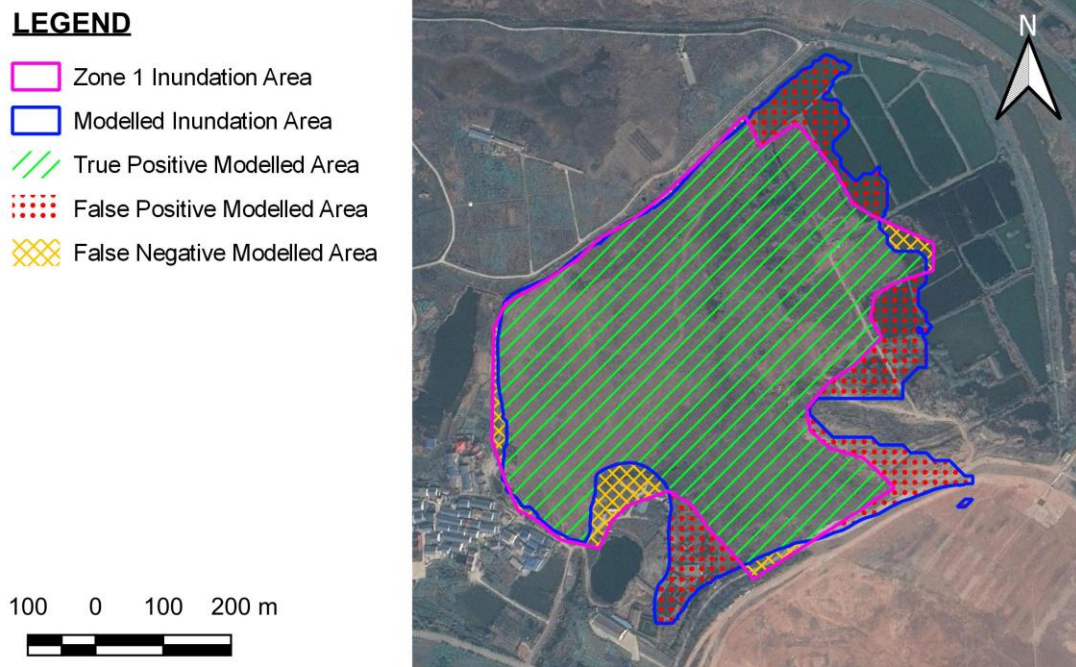 LEGEND
Zone 1 Inundation Area
Modelled Inundation Area
True Positive Modelled Area
False Positive Modelled Area
False Negative Modelled Area
N
100 0 100 200 m